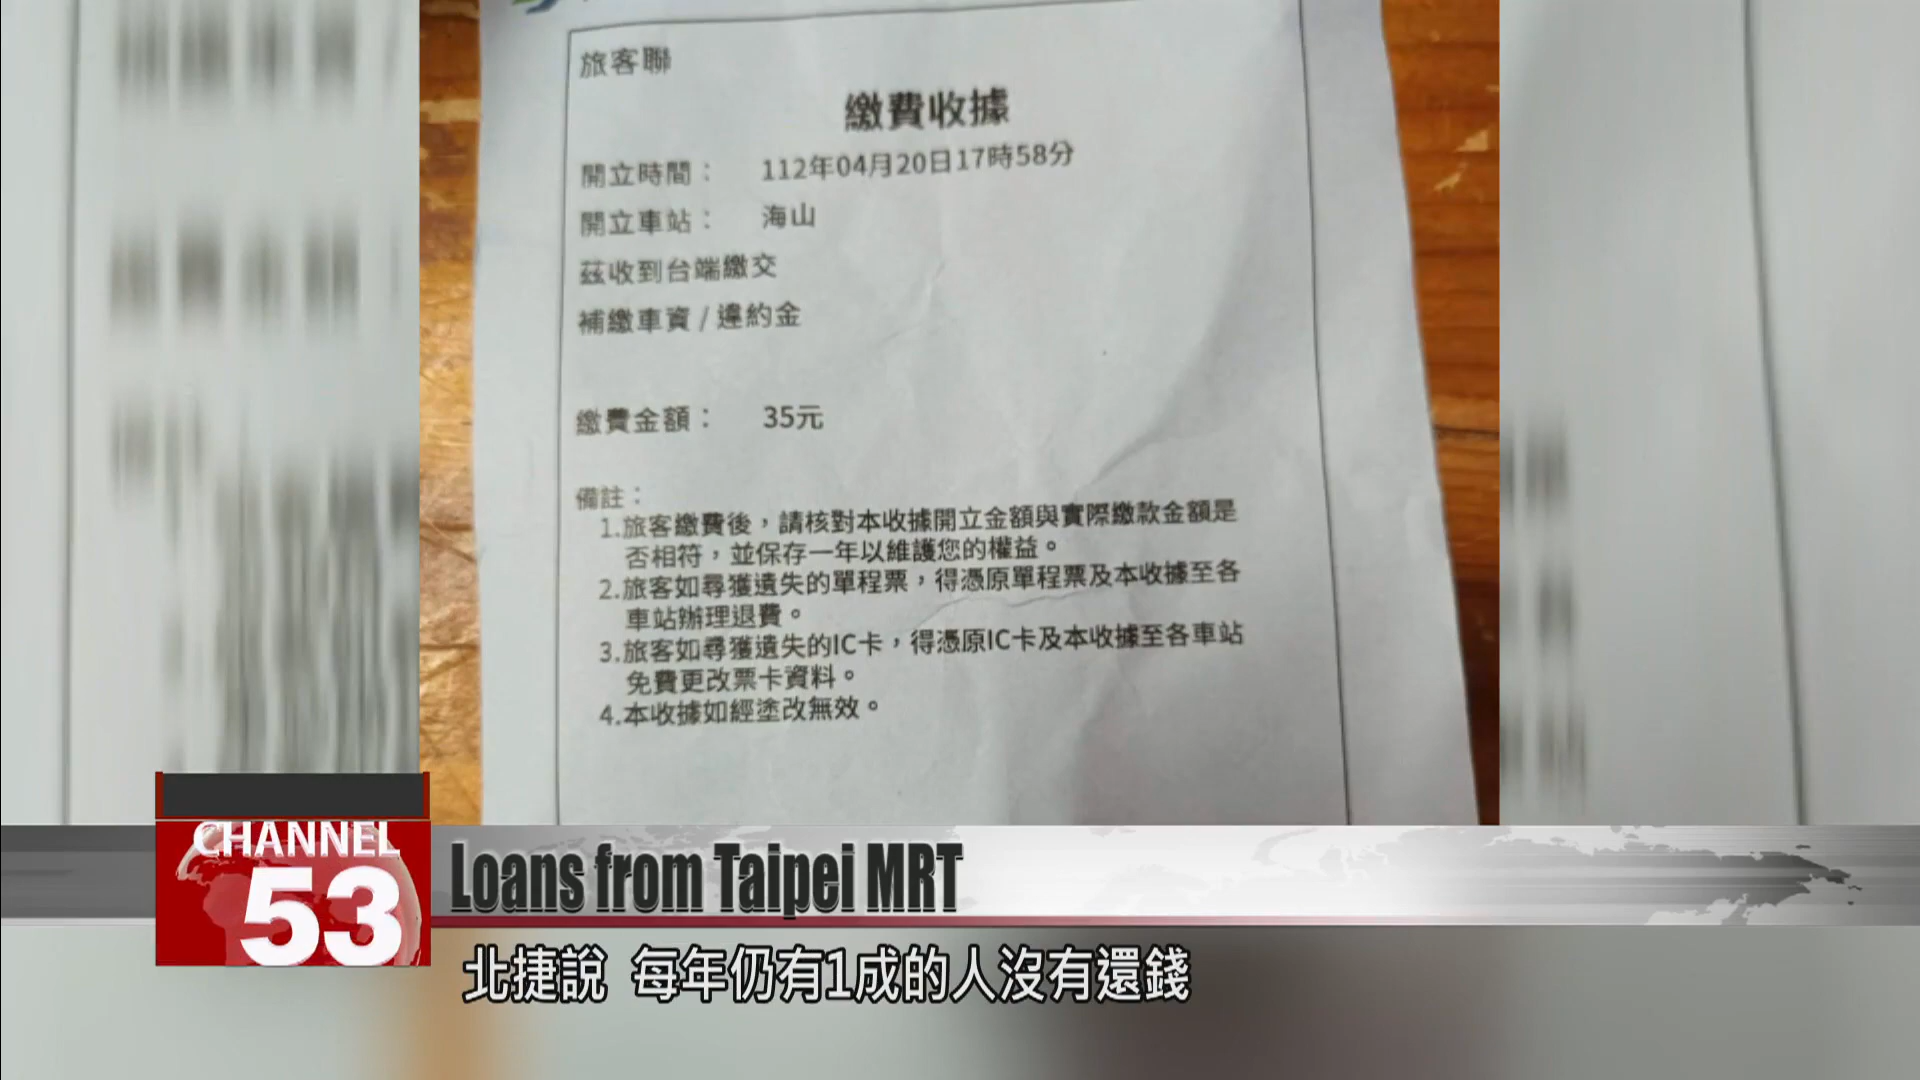 旅客聯
繳費收據
開立時間： 112年04月20日17時58分
開立車站： 海山
茲收到台端繳交
補繳車資 / 違約金
繳費金額： 35元
備註：
1.旅客繳費後，請核對本收據開立金額與實際繳款金額是
否相符，並保存一年以維護您的權益。
2.旅客如尋獲遺失的單程票，得憑原單程票及本收據至各
車站辦理退費。
3.旅客如尋獲遺失的IC卡，得憑原IC卡及本收據至各車站
免費更改票卡資料。
4.本收據如經塗改無效。
CHANNEL
53
Loans from Taipei MRT
北捷說 每年仍有1成的人沒有還錢